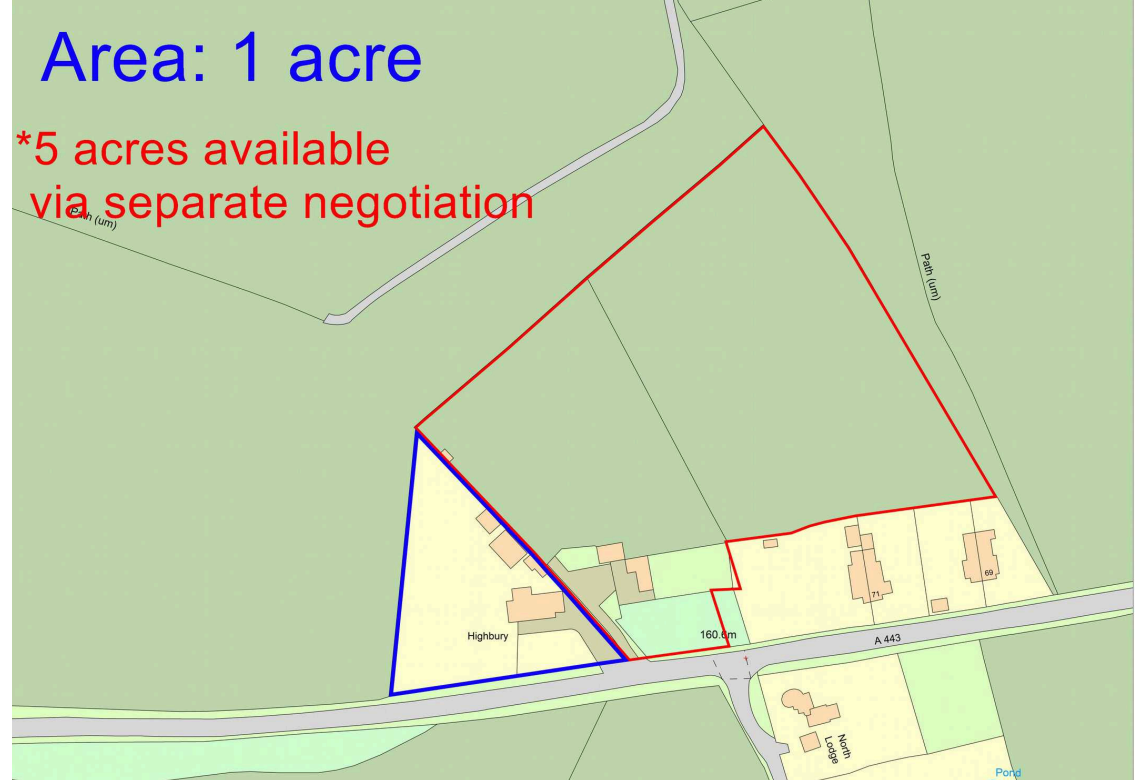 Area: 1 acre
*5 acres available
via separate negotiation
Path (um)
Path (um)
Highbury
160.6m
71
69
A 443
North
Lodge
Pond